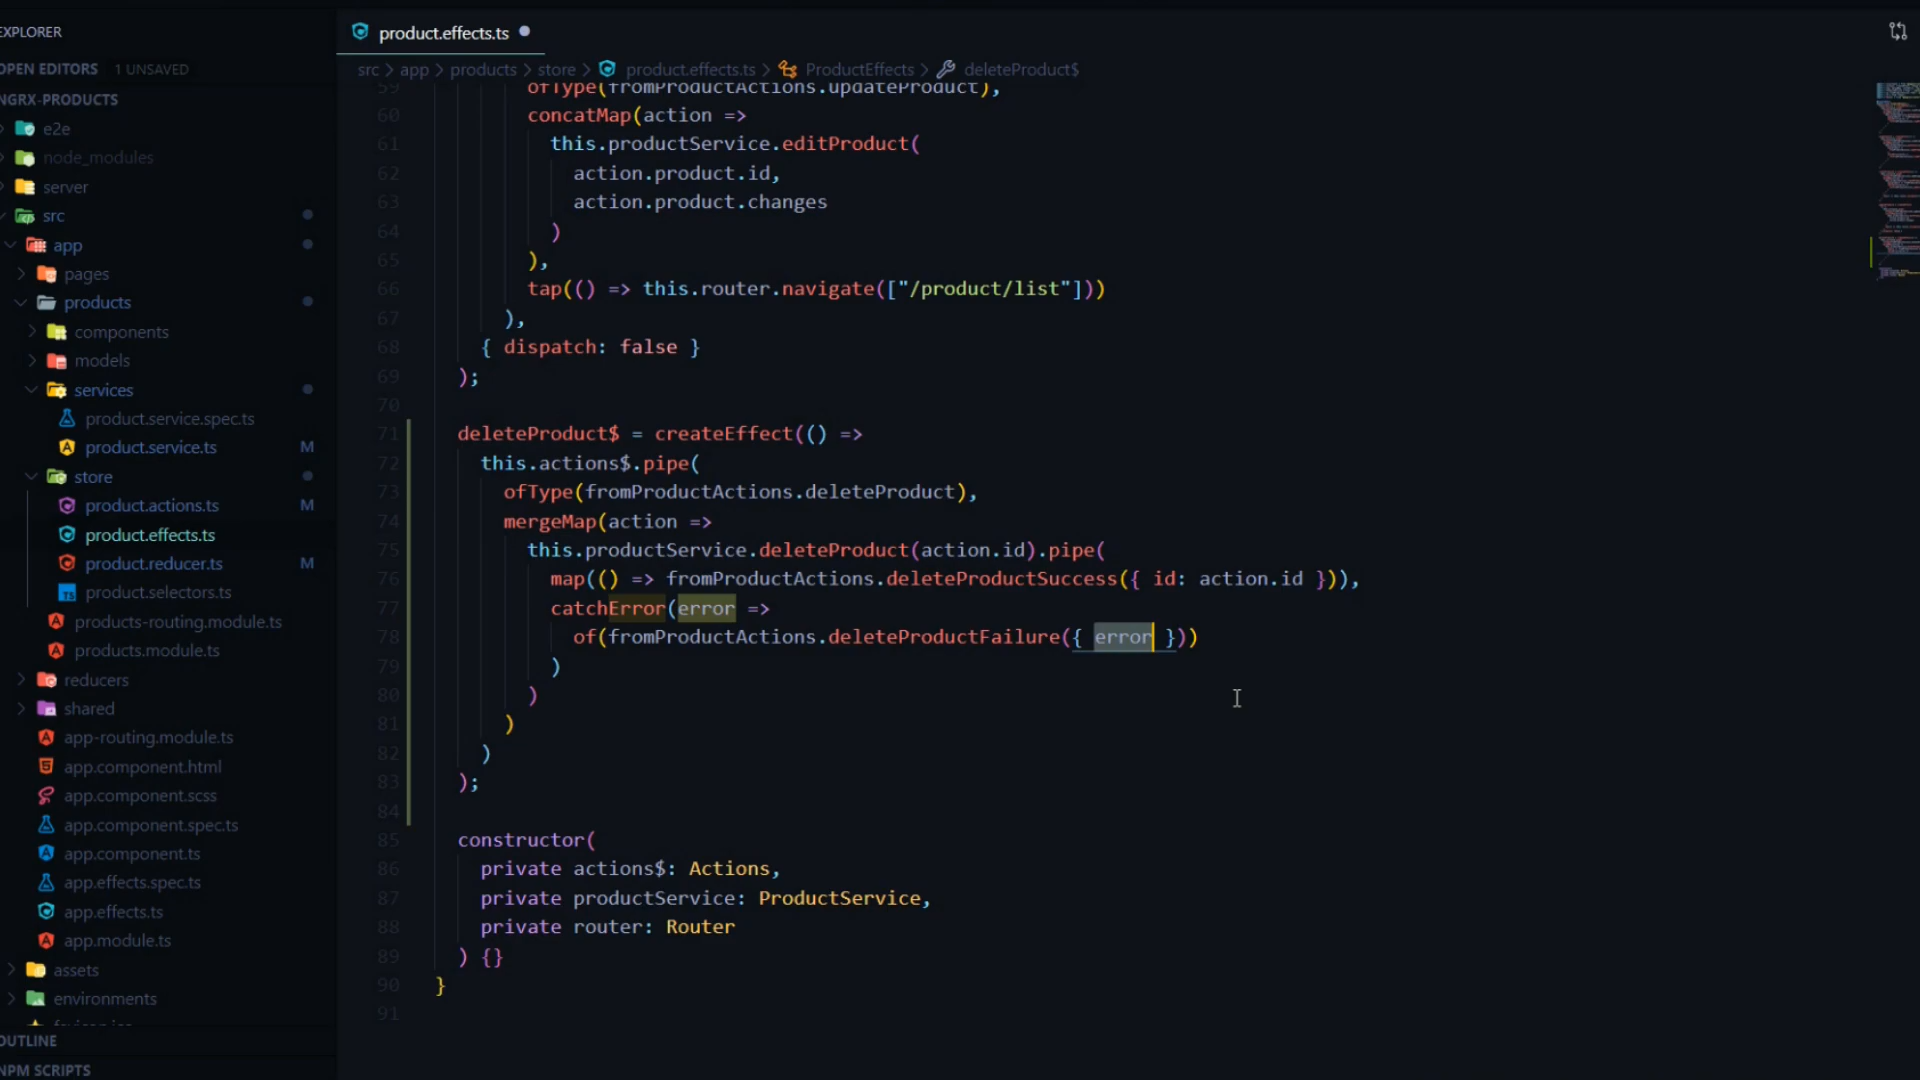 EXPLORER
OPEN EDITORS 1 UNSAVED
NGRX-PRODUCTS
e2e
node_modules
server
src
app
pages
products
components
models
services
product.service.spec.ts
product.service.ts M
store
product.actions.ts M
product.effects.ts
product.reducer.ts M
product.selectors.ts
products-routing.module.ts
products.module.ts
reducers
shared
app-routing.module.ts
app.component.html
app.component.scss
app.component.spec.ts
app.component.ts
app.effects.spec.ts
app.effects.ts
app.module.ts
assets
environments
favicon.ico
OUTLINE
NPM SCRIPTS
product.effects.ts
src > app > products > store > product.effects.ts > ProductEffects > deleteProduct$
59 ofType(fromProductActions.updateProduct),
60 concatMap(action =>
61 this.productService.editProduct(
62 action.product.id,
63 action.product.changes
64 )
65 ),
66 tap(() => this.router.navigate(["/product/list"]))
67 ),
68 { dispatch: false }
69 );
70
71 deleteProduct$ = createEffect(() =>
72 this.actions$.pipe(
73 ofType(fromProductActions.deleteProduct),
74 mergeMap(action =>
75 this.productService.deleteProduct(action.id).pipe(
76 map(() => fromProductActions.deleteProductSuccess({ id: action.id })),
77 catchError(error =>
78 of(fromProductActions.deleteProductFailure({ error }))
79 )
80 )
81 )
82 )
83 );
84
85 constructor(
86 private actions$: Actions,
87 private productService: ProductService,
88 private router: Router
89 ) {}
90 }
91